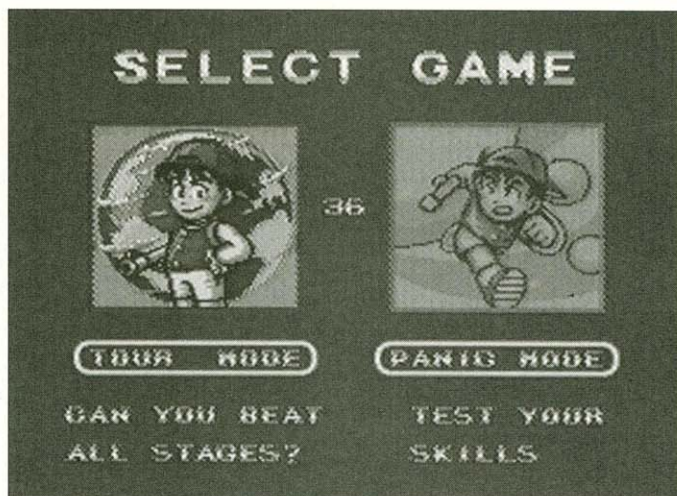 SELECT GAME
36
TOUR MODE PANIC MODE
CAN YOU BEAT TEST YOUR
ALL STAGES? SKILLS